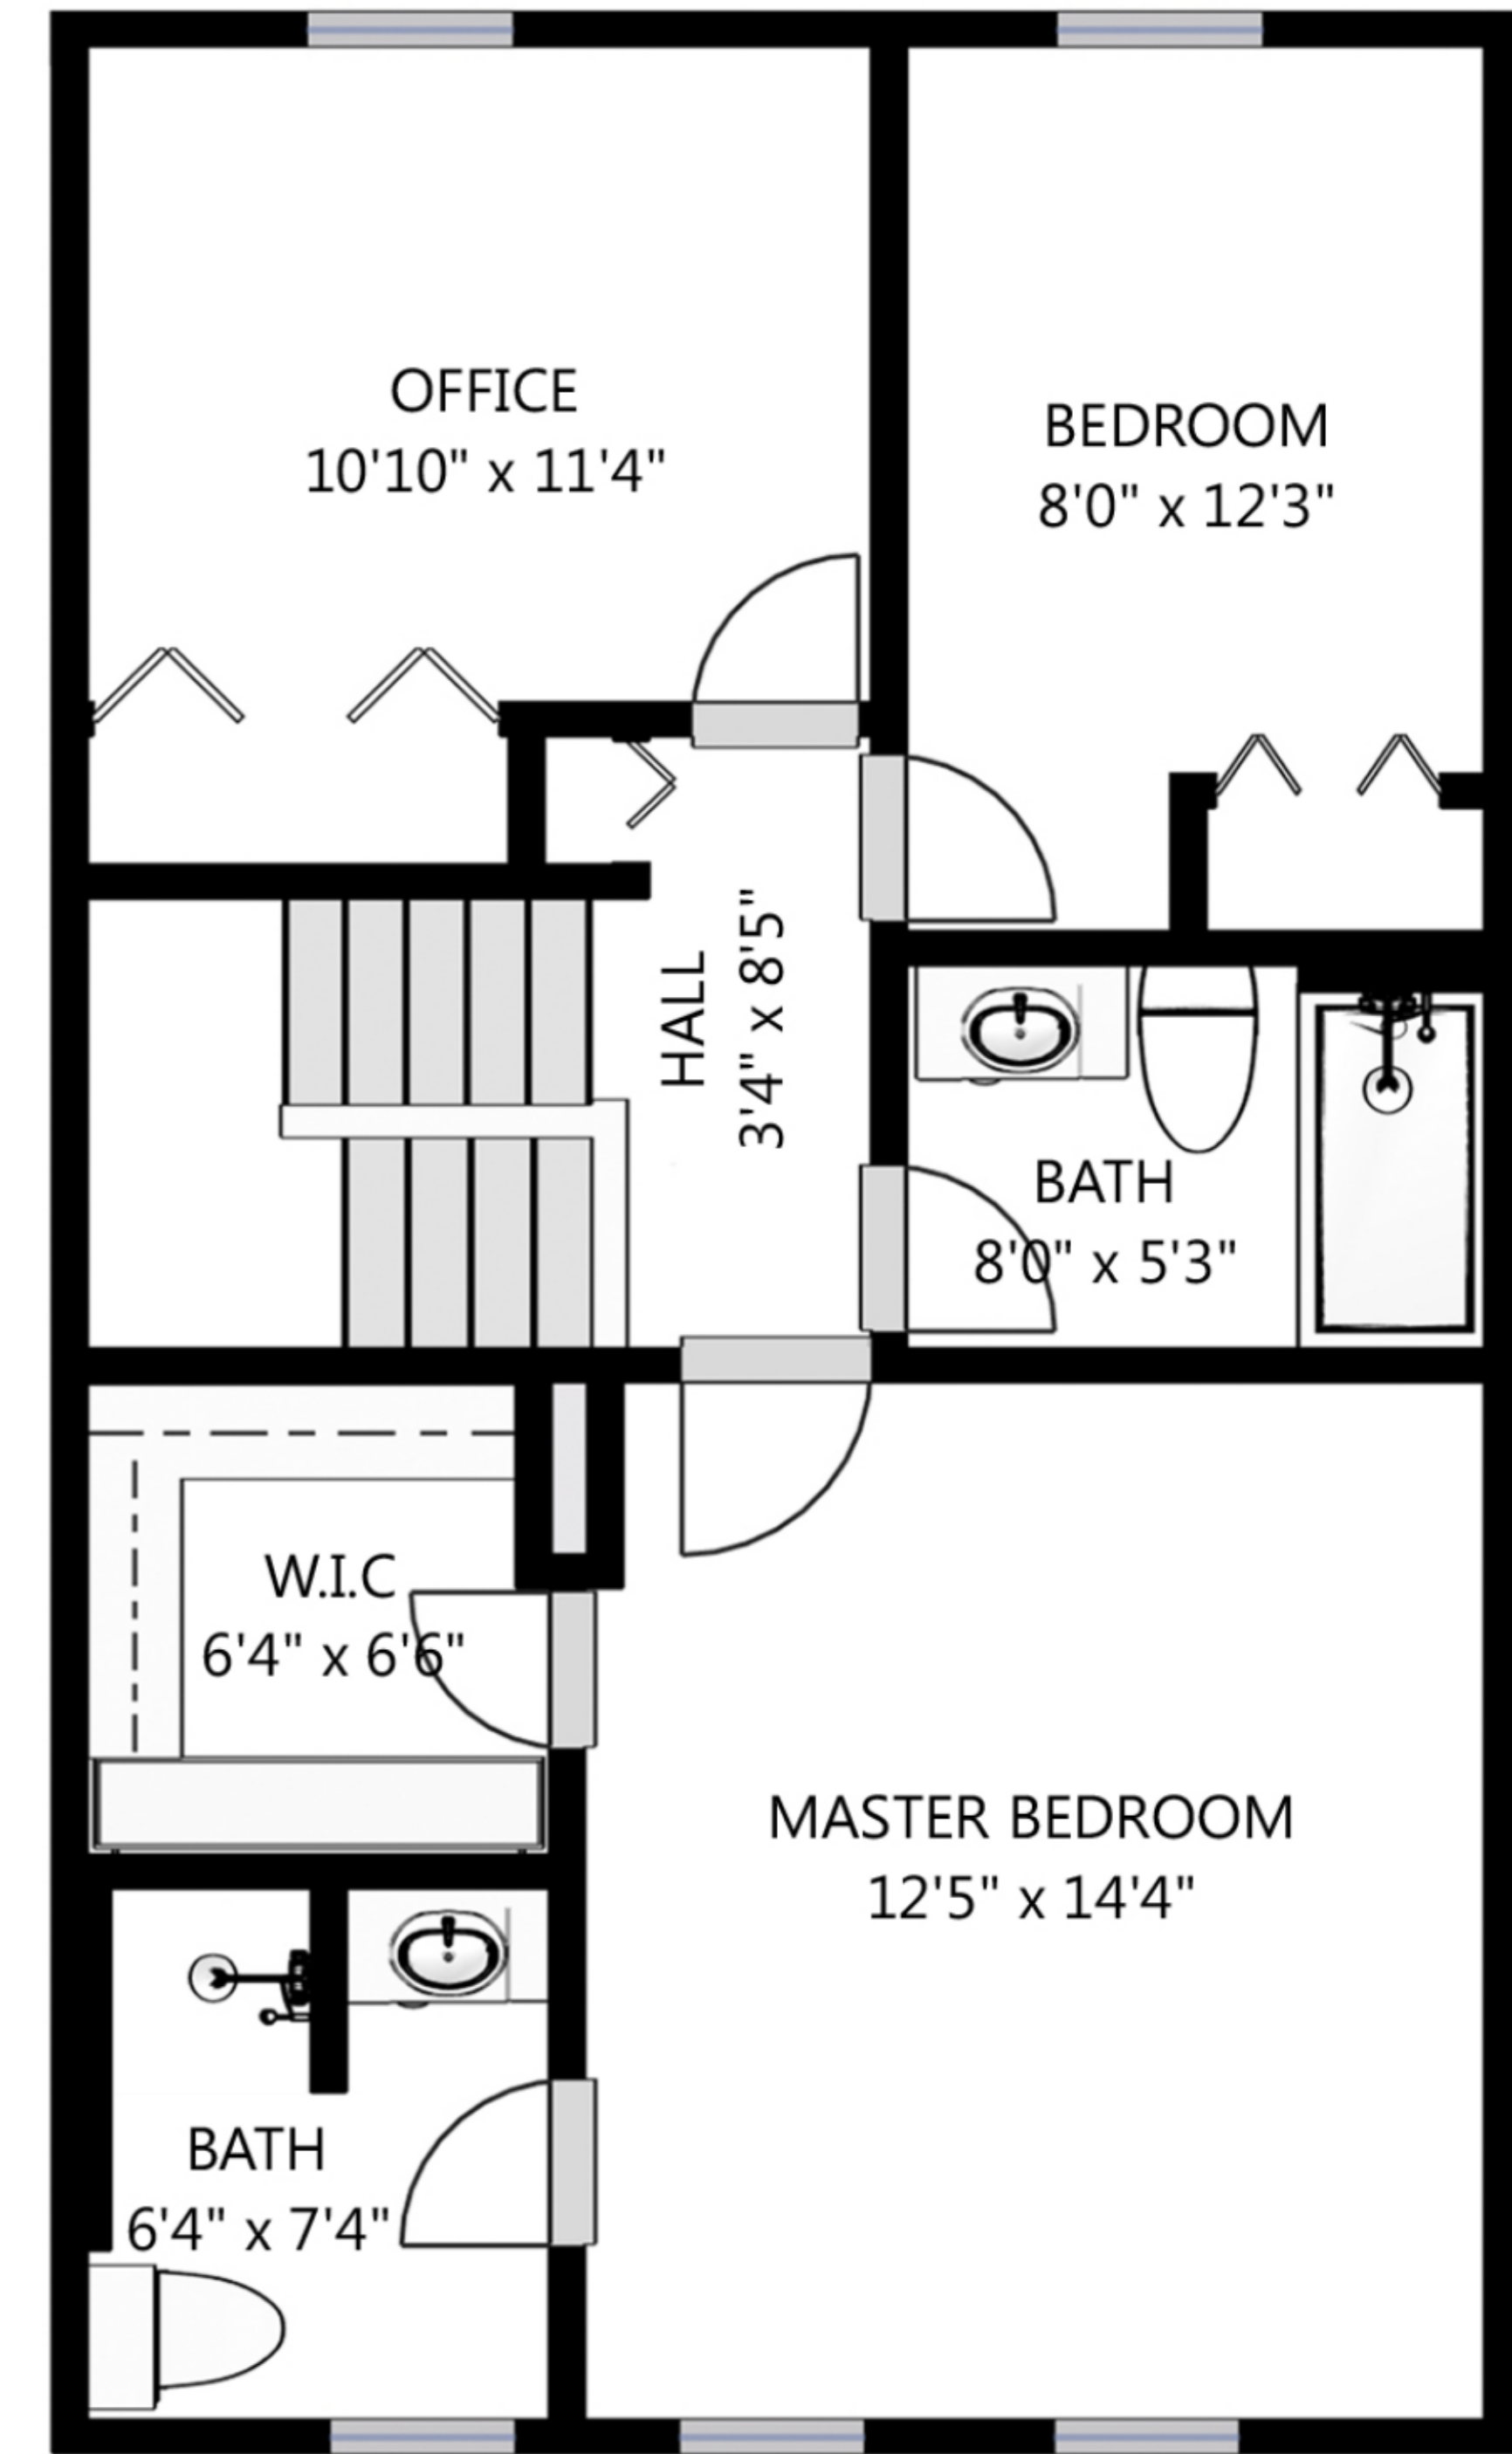 OFFICE
10'10" x 11'4"
BEDROOM
8'0" x 12'3"
HALL
3'4" x 8'5"
BATH
8'0" x 5'3"
W.I.C
6'4" x 6'6"
MASTER BEDROOM
12'5" x 14'4"
BATH
6'4" x 7'4"